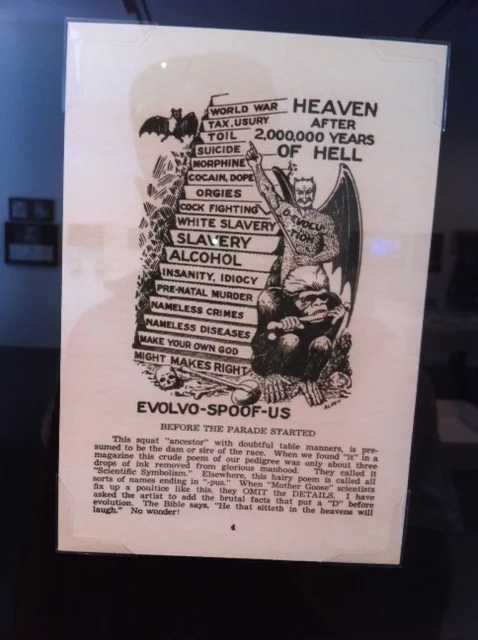 HEAVEN
AFTER
2,000,000 YEARS
OF HELL
WORLD WAR
TAX, USURY
TOIL
SUICIDE
MORPHINE
COCAIN, DOPE
ORGIES
COCK FIGHTING
WHITE SLAVERY
SLAVERY
ALCOHOL
INSANITY, IDIOCY
PRE-NATAL MURDER
NAMELESS CRIMES
NAMELESS DISEASES
MAKE YOUR OWN GOD
MIGHT MAKES RIGHT
EVOLVO-SPOOF-US
BEFORE THE PARADE STARTED
This squat "ancestor" with doubtful table manners, is pre-
sumed to be the dam or sire of the race. When we found "it" in a
magazine this crude poem of our pedigree was only about three
drops of ink removed from glorious manhood. They called it
"Scientific Symbolism." Elsewhere, this hairy poem is called all
sorts of names ending in "-pus." When "Mother Goose" scientists
fix up a poultice like this, they OMIT the DETAILS. I have
asked the artist to add the brutal facts that put a "D" before
evolution. The Bible says, "He that sitteth in the heavens will
laugh." No wonder!
4